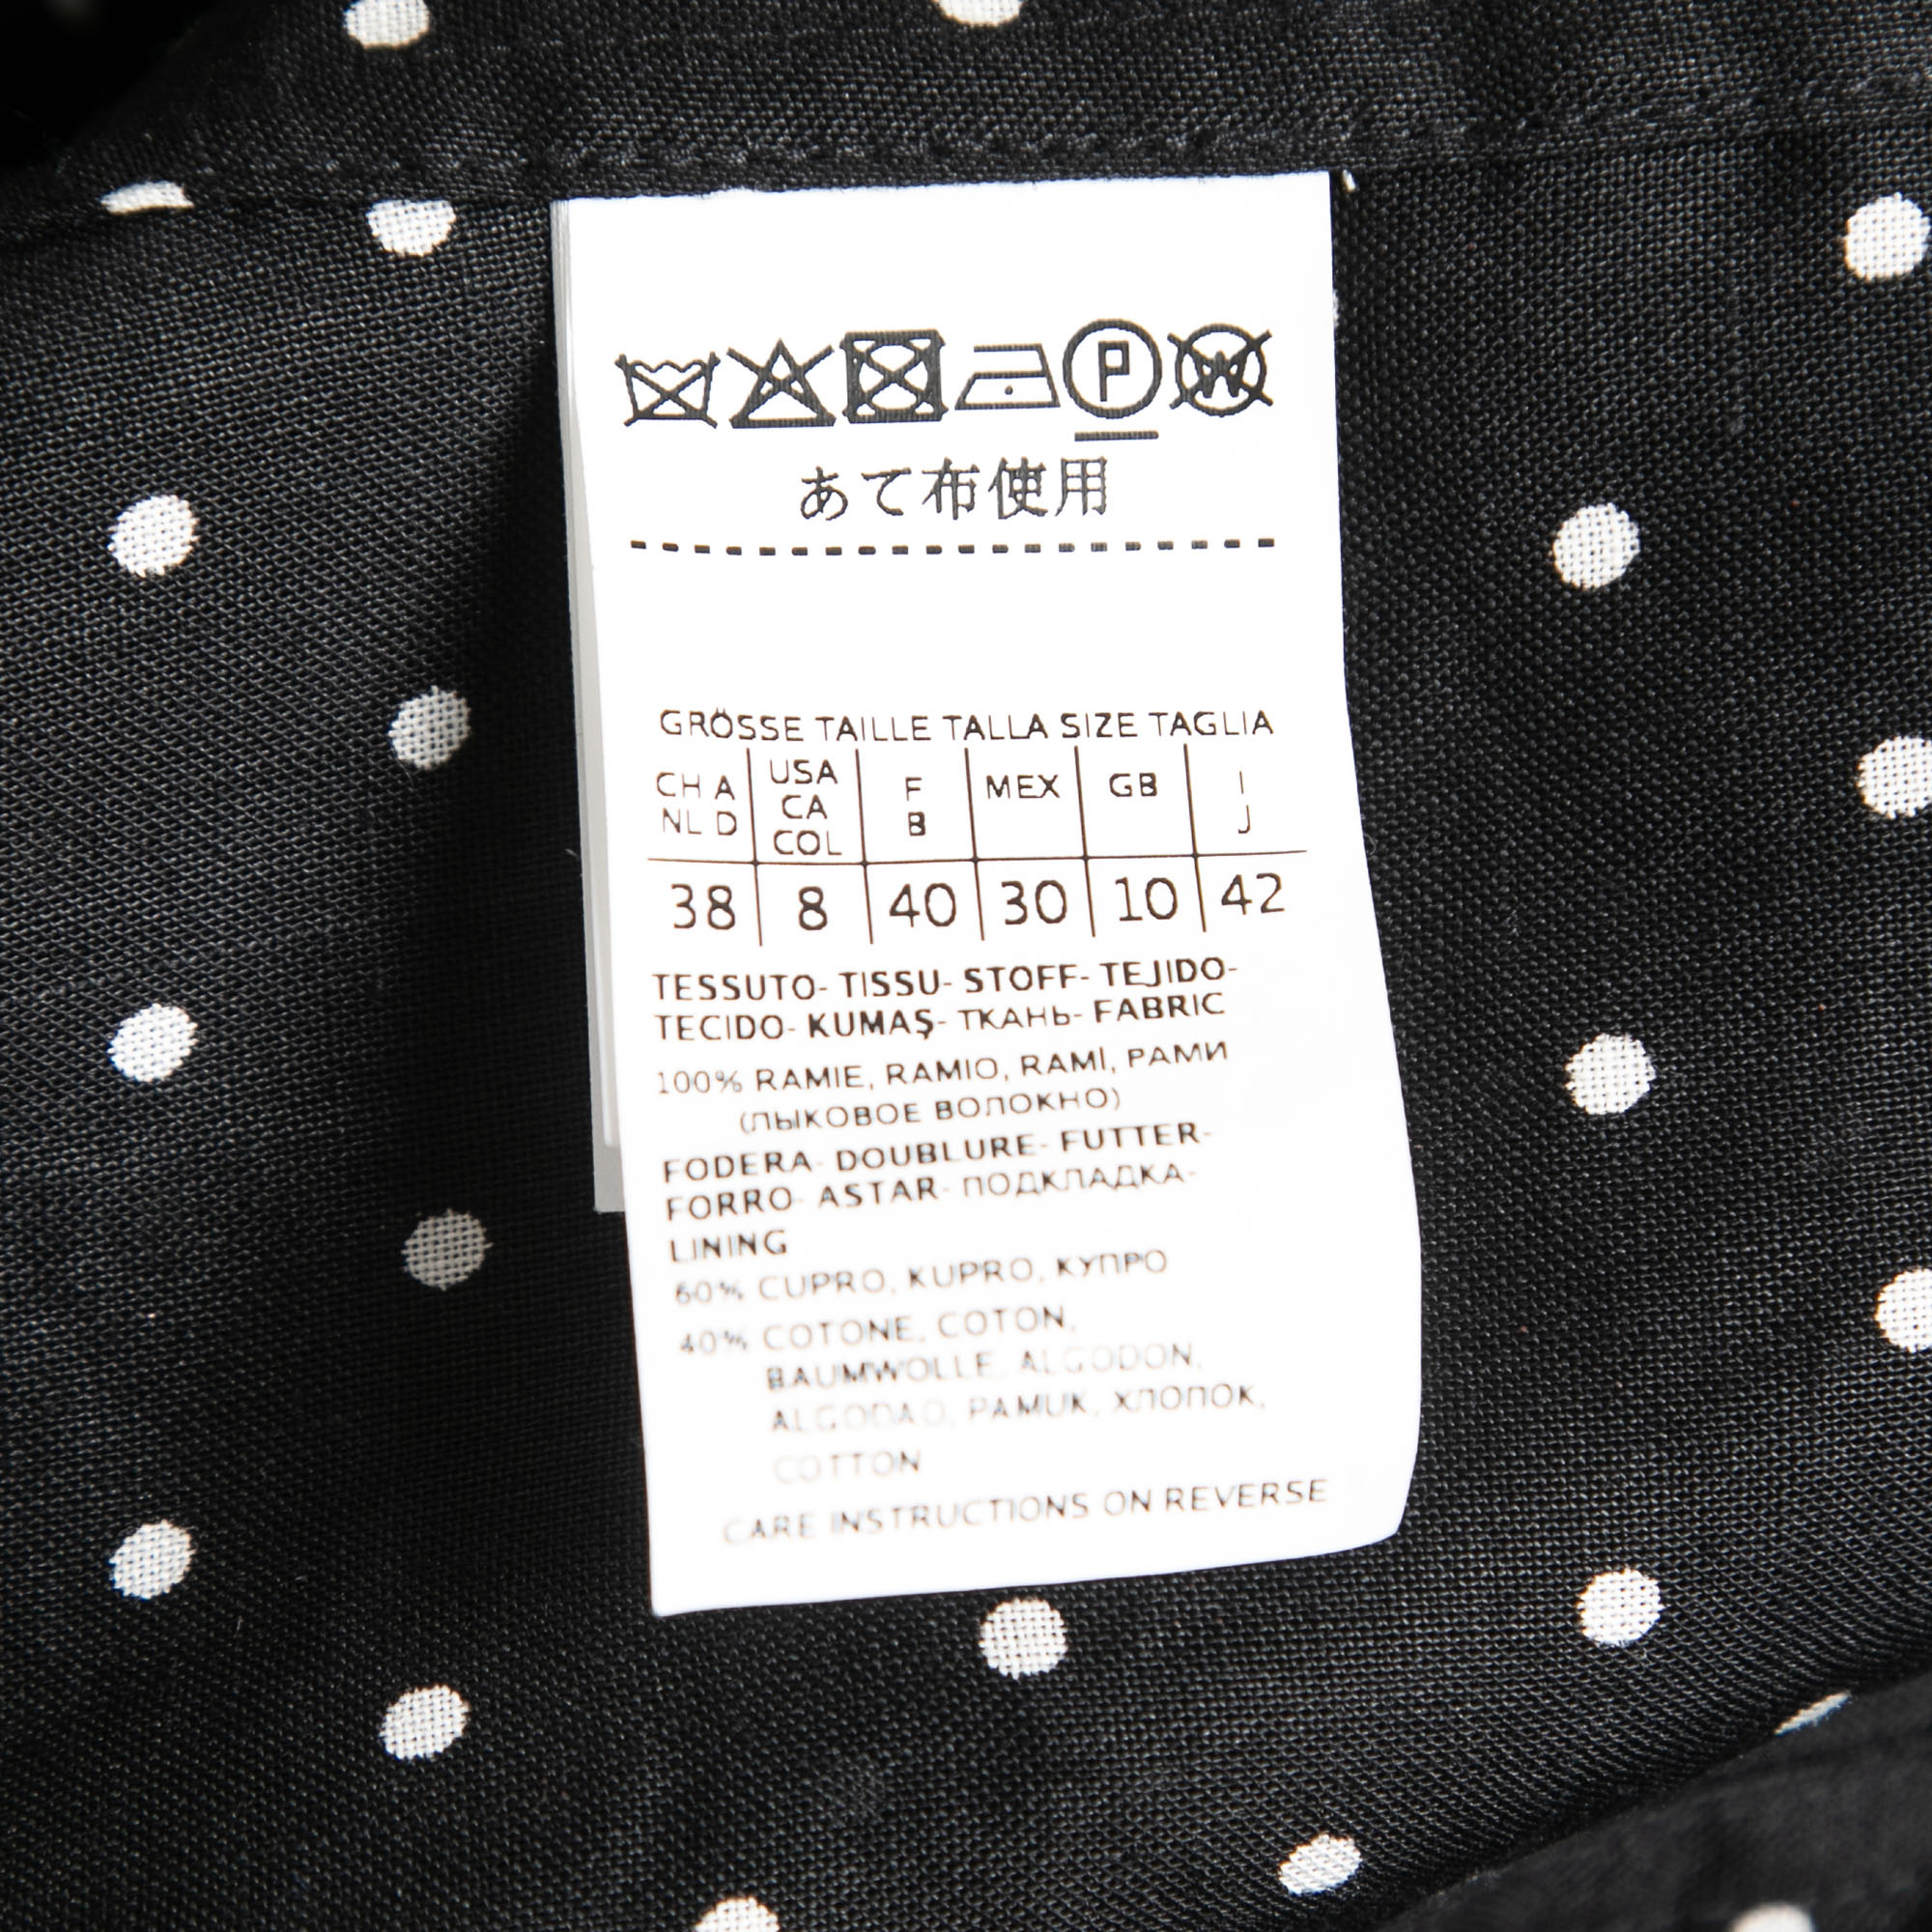 P W
あて布使用
GRÖSSE TAILLE TALLA SIZE TAGLIA
CH A NL D USA CA COL F B MEX GB I J
38 8 40 30 10 42
TESSUTO- TISSU- STOFF- TEJIDO-
TECIDO- KUMAŞ- ТКАНЬ- FABRIC
100% RAMIE, RAMIO, RAMİ, РАМИ
(ЛЫКОВОЕ ВОЛОКНО)
FODERA- DOUBLURE- FUTTER-
FORRO- ASTAR- ПОДКЛАДКА-
LINING
60% CUPRO, KUPRO, КУПРО
40% COTONE, COTON,
BAUMWOLLE, ALGODON,
ALGODAO, PAMUK, ХЛОПОК,
COTTON
CARE INSTRUCTIONS ON REVERSE